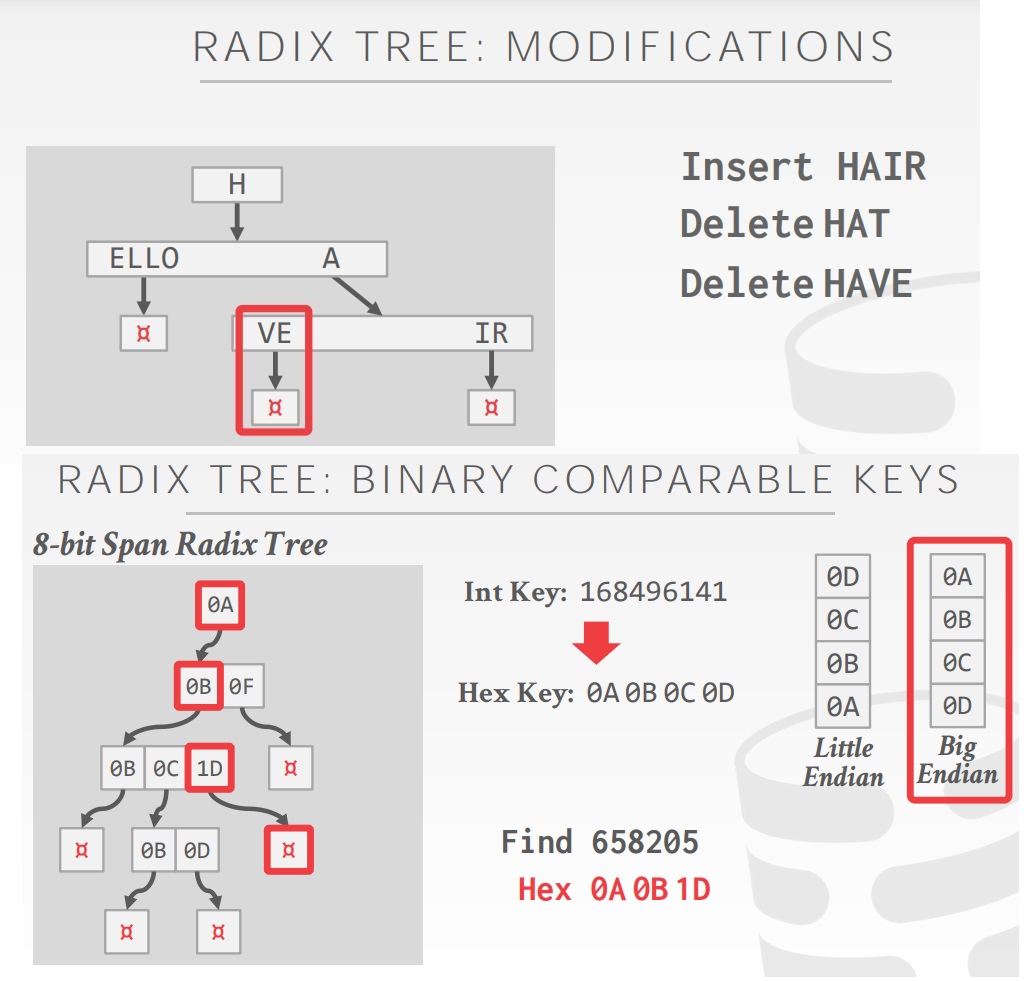 RADIX TREE: MODIFICATIONS
H
ELLO A
¤ VE IR
¤ ¤
Insert HAIR
Delete HAT
Delete HAVE
RADIX TREE: BINARY COMPARABLE KEYS
8-bit Span Radix Tree
0A
0B 0F
0B 0C 1D ¤
¤ 0B 0D ¤
¤ ¤
Int Key: 168496141
Hex Key: 0A 0B 0C 0D
Find 658205
Hex 0A 0B 1D
0D
0C
0B
0A
Little
Endian
0A
0B
0C
0D
Big
Endian